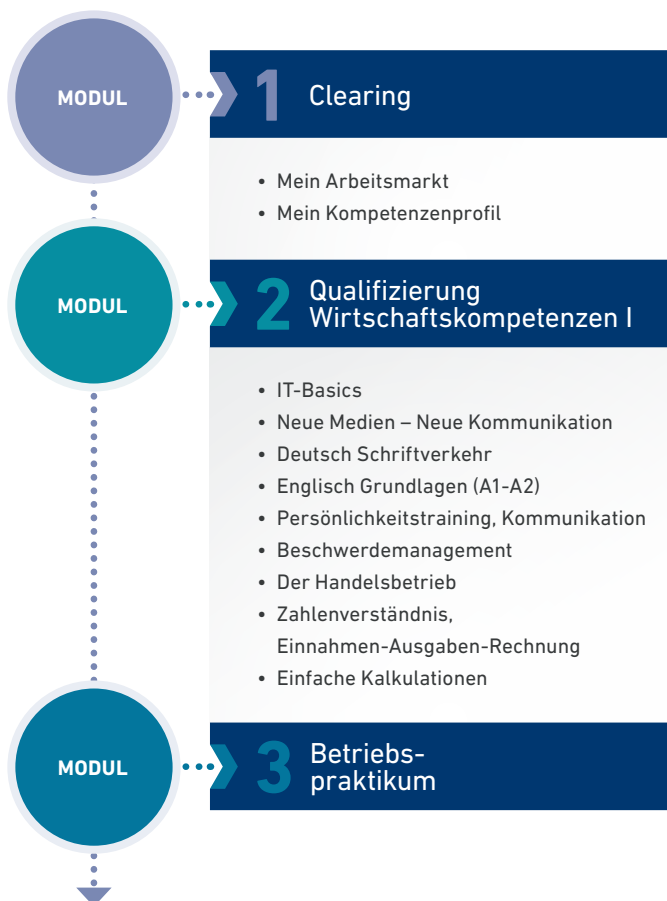 MODUL
1 Clearing
• Mein Arbeitsmarkt
• Mein Kompetenzenprofil
MODUL
2 Qualifizierung
Wirtschaftskompetenzen I
• IT-Basics
• Neue Medien – Neue Kommunikation
• Deutsch Schriftverkehr
• Englisch Grundlagen (A1-A2)
• Persönlichkeitstraining, Kommunikation
• Beschwerdemanagement
• Der Handelsbetrieb
• Zahlenverständnis,
Einnahmen-Ausgaben-Rechnung
• Einfache Kalkulationen
MODUL
3 Betriebs-
praktikum